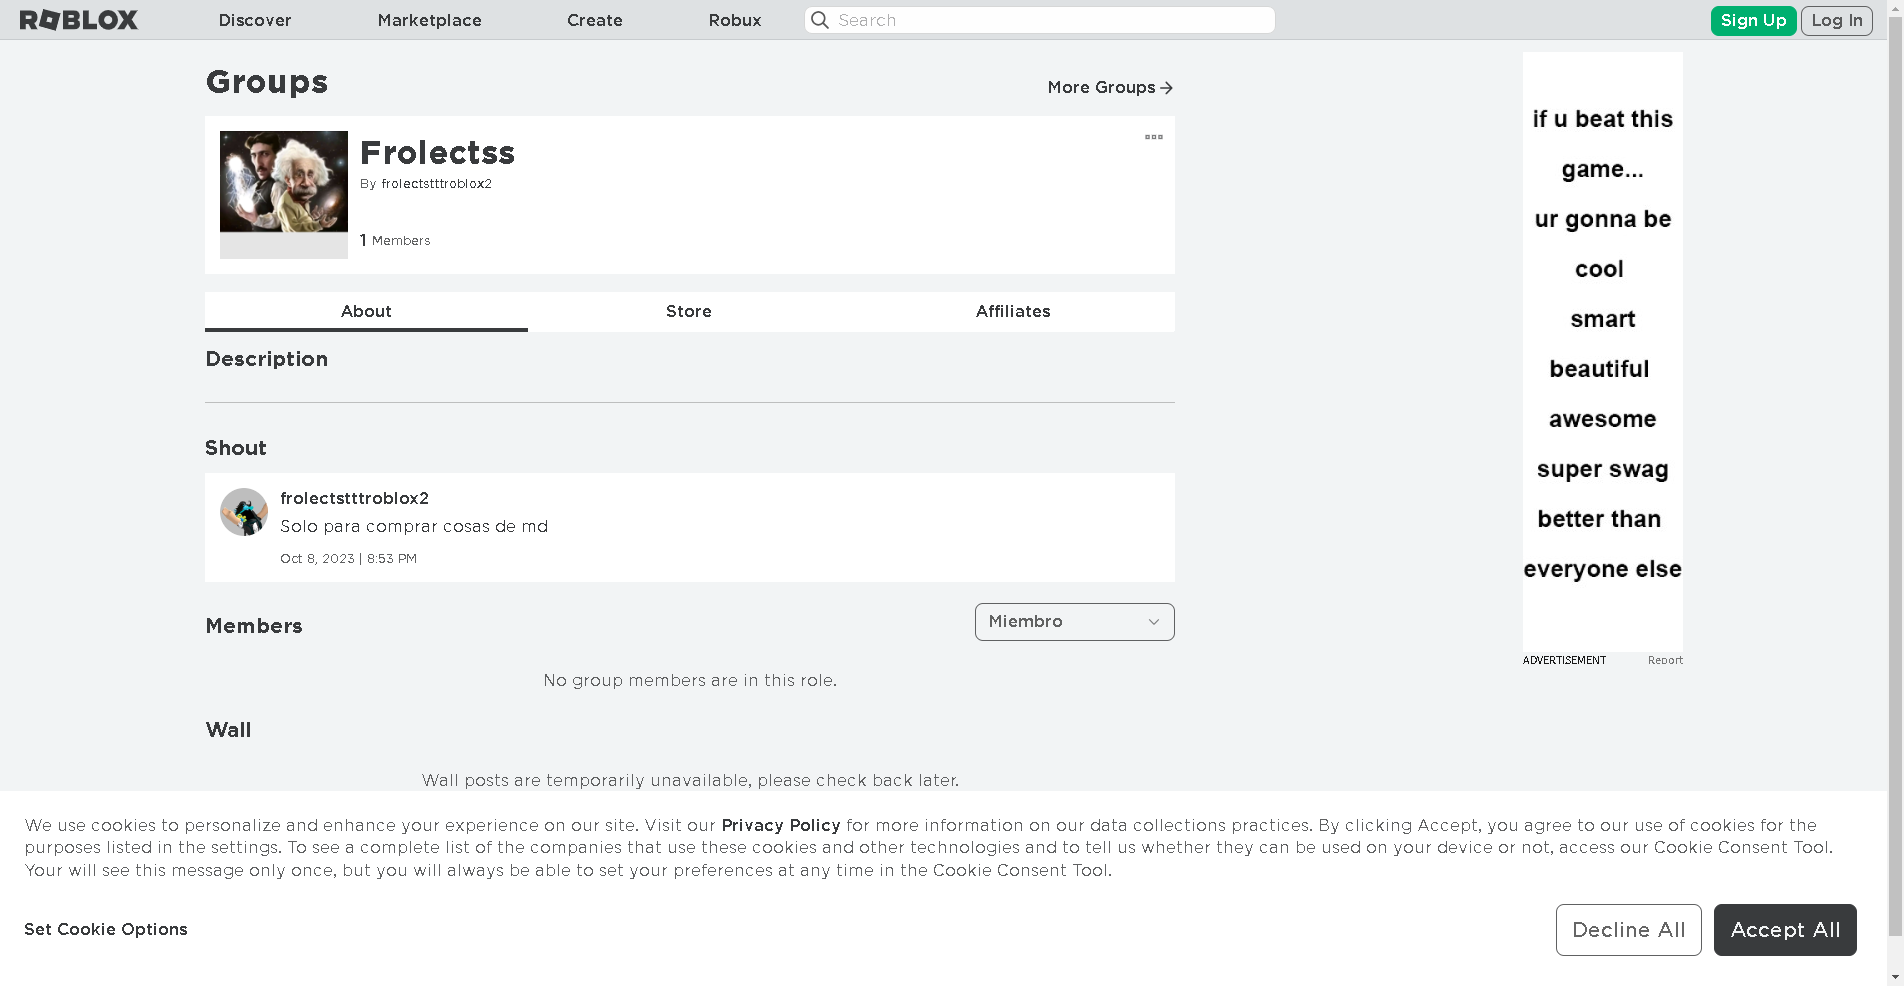 ROBLOX
Discover
Marketplace
Create
Robux
Search
Sign Up
Log In
Groups
More Groups
Frolectss
By frolectstttroblox2
1 Members
About
Store
Affiliates
Description
Shout
frolectstttroblox2
Solo para comprar cosas de md
Oct 8, 2023 | 8:53 PM
Members
Miembro
No group members are in this role.
Wall
Wall posts are temporarily unavailable, please check back later.
if u beat this
game...
ur gonna be
cool
smart
beautiful
awesome
super swag
better than
everyone else
ADVERTISEMENT
Report
We use cookies to personalize and enhance your experience on our site. Visit our Privacy Policy for more information on our data collections practices. By clicking Accept, you agree to our use of cookies for the
purposes listed in the settings. To see a complete list of the companies that use these cookies and other technologies and to tell us whether they can be used on your device or not, access our Cookie Consent Tool.
Your will see this message only once, but you will always be able to set your preferences at any time in the Cookie Consent Tool.
Set Cookie Options
Decline All
Accept All